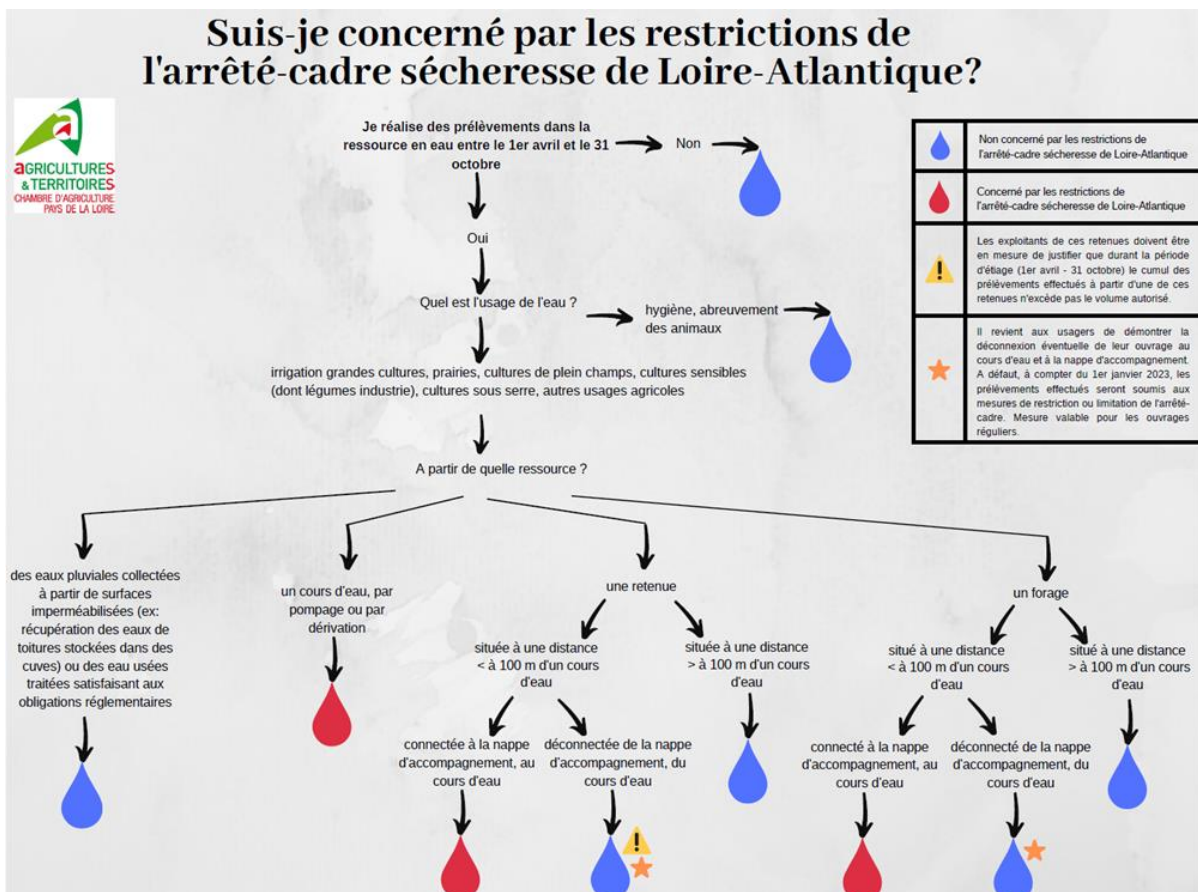 Suis-je concerné par les restrictions de
l'arrêté-cadre sécheresse de Loire-Atlantique?
aGRICULTURES
& TERRITOIRES
CHAMBRE D'AGRICULTURE
PAYS DE LA LOIRE
Je réalise des prélèvements dans la
ressource en eau entre le 1er avril et le 31
octobre
Non
Oui
Quel est l'usage de l'eau ?
hygiène, abreuvement
des animaux
irrigation grandes cultures, prairies, cultures de plein champs, cultures sensibles
(dont légumes industrie), cultures sous serre, autres usages agricoles
A partir de quelle ressource ?
Non concerné par les restrictions de
l'arrêté-cadre sécheresse de Loire-Atlantique
Concerné par les restrictions de
l'arrêté-cadre sécheresse de Loire-Atlantique
Les exploitants de ces retenues doivent être
en mesure de justifier que durant la période
d'étiage (1er avril - 31 octobre) le cumul des
prélèvements effectués à partir d'une de ces
retenues n'excède pas le volume autorisé.
Il revient aux usagers de démontrer la
déconnexion éventuelle de leur ouvrage au
cours d'eau et à la nappe d'accompagnement.
A défaut, à compter du 1er janvier 2023, les
prélèvements effectués seront soumis aux
mesures de restriction ou limitation de l'arrêté-
cadre. Mesure valable pour les ouvrages
réguliers.
des eaux pluviales collectées
à partir de surfaces
imperméabilisées (ex:
récupération des eaux de
toitures stockées dans des
cuves) ou des eau usées
traitées satisfaisant aux
obligations réglementaires
un cours d'eau, par
pompage ou par
dérivation
une retenue
située à une distance
< à 100 m d'un cours
d'eau
située à une distance
> à 100 m d'un cours
d'eau
connectée à la nappe
d'accompagnement, au
cours d'eau
déconnectée de la nappe
d'accompagnement, du
cours d'eau
un forage
situé à une distance
< à 100 m d'un cours
d'eau
situé à une distance
> à 100 m d'un cours
d'eau
connecté à la nappe
d'accompagnement, au
cours d'eau
déconnecté de la nappe
d'accompagnement, du
cours d'eau